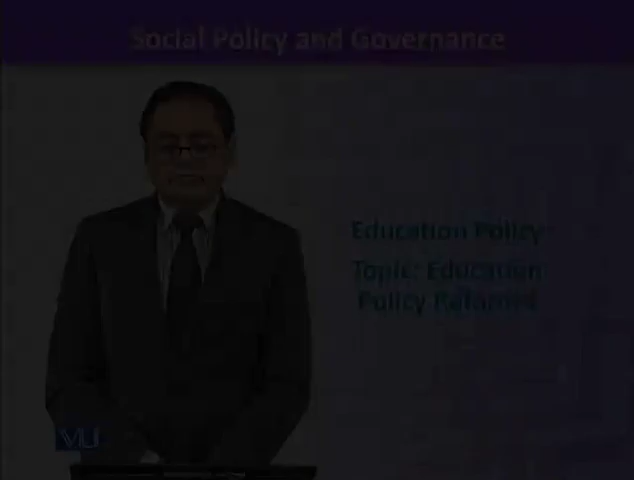 Social Policy and Governance
Education Policy
Topic: Education
Policy Reforms
VU